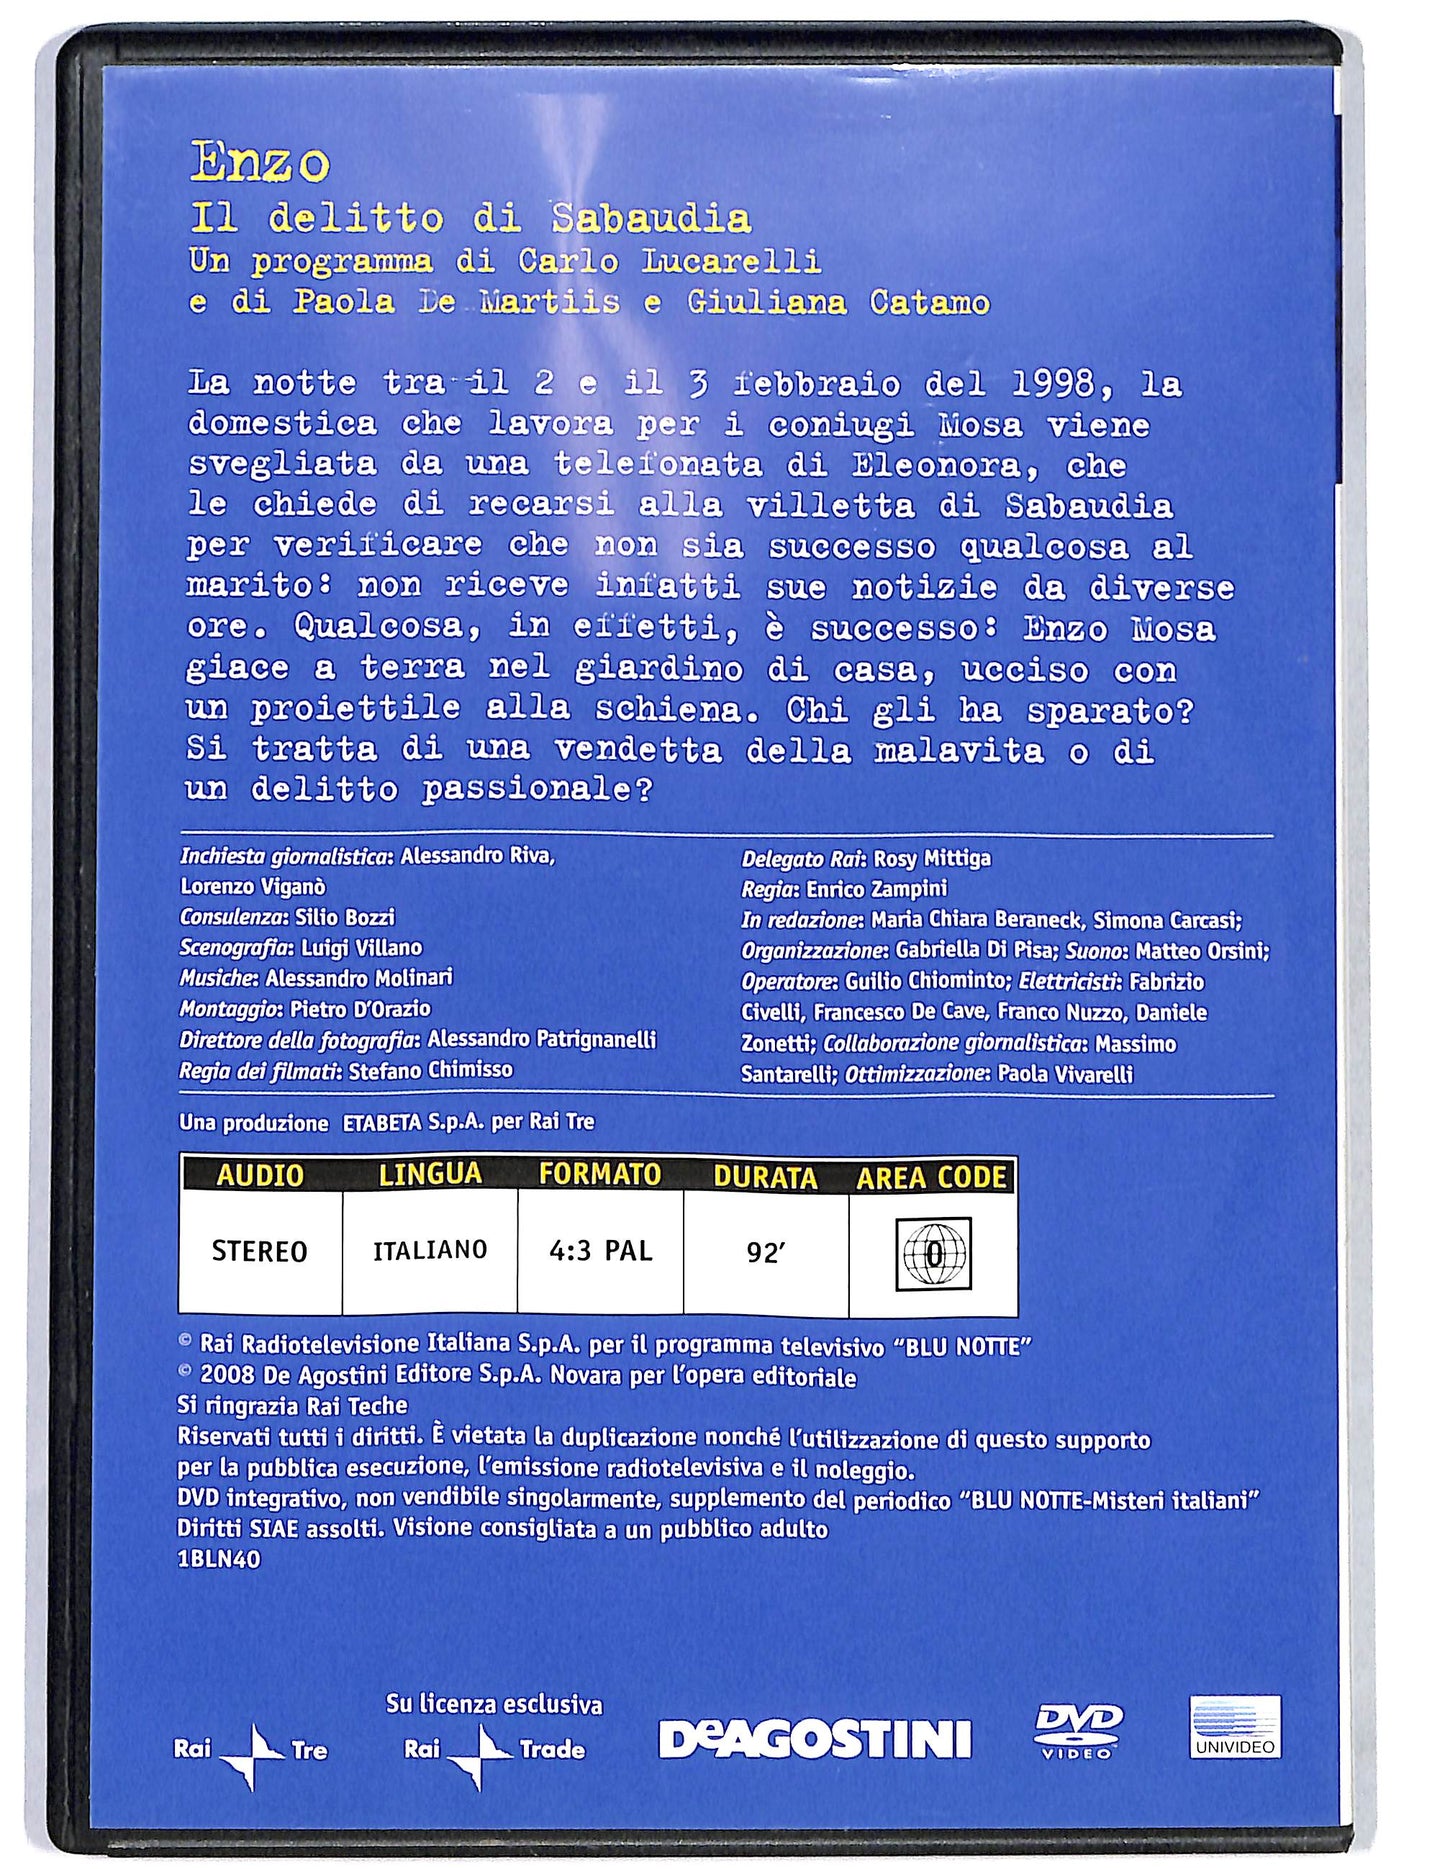 Enzo
Il delitto di Sabaudia
Un programma di Carlo Lucarelli
e di Paola De Martiis e Giuliana Catamo
La notte tra il 2 e il 3 febbraio del 1998, la
domestica che lavora per i coniugi Mosa viene
svegliata da una telefonata di Eleonora, che
le chiede di recarsi alla villetta di Sabaudia
per verificare che non sia successo qualcosa al
marito: non riceve infatti sue notizie da diverse
ore. Qualcosa, in effetti, è successo: Enzo Mosa
giace a terra nel giardino di casa, ucciso con
un proiettile alla schiena. Chi gli ha sparato?
Si tratta di una vendetta della malavita o di
un delitto passionale?
Inchiesta giornalistica: Alessandro Riva,
Lorenzo Viganò
Consulenza: Silio Bozzi
Scenografia: Luigi Villano
Musiche: Alessandro Molinari
Montaggio: Pietro D'Orazio
Direttore della fotografia: Alessandro Patrignanelli
Regia dei filmati: Stefano Chimisso
Delegato Rai: Rosy Mittiga
Regia: Enrico Zampini
In redazione: Maria Chiara Beraneck, Simona Carcasi;
Organizzazione: Gabriella Di Pisa; Suono: Matteo Orsini;
Operatore: Guilio Chiominto; Elettricisti: Fabrizio
Civelli, Francesco De Cave, Franco Nuzzo, Daniele
Zonetti; Collaborazione giornalistica: Massimo
Santarelli; Ottimizzazione: Paola Vivarelli
Una produzione ETABETA S.p.A. per Rai Tre
AUDIO LINGUA FORMATO DURATA AREA CODE
STEREO ITALIANO 4:3 PAL 92' 0
© Rai Radiotelevisione Italiana S.p.A. per il programma televisivo “BLU NOTTE”
© 2008 De Agostini Editore S.p.A. Novara per l'opera editoriale
Si ringrazia Rai Teche
Riservati tutti i diritti. È vietata la duplicazione nonché l'utilizzazione di questo supporto
per la pubblica esecuzione, l'emissione radiotelevisiva e il noleggio.
DVD integrativo, non vendibile singolarmente, supplemento del periodico “BLU NOTTE-Misteri italiani”
Diritti SIAE assolti. Visione consigliata a un pubblico adulto
1BLN40
Su licenza esclusiva
Rai Tre Rai Trade DeAGOSTINI DVD VIDEO UNIVIDEO